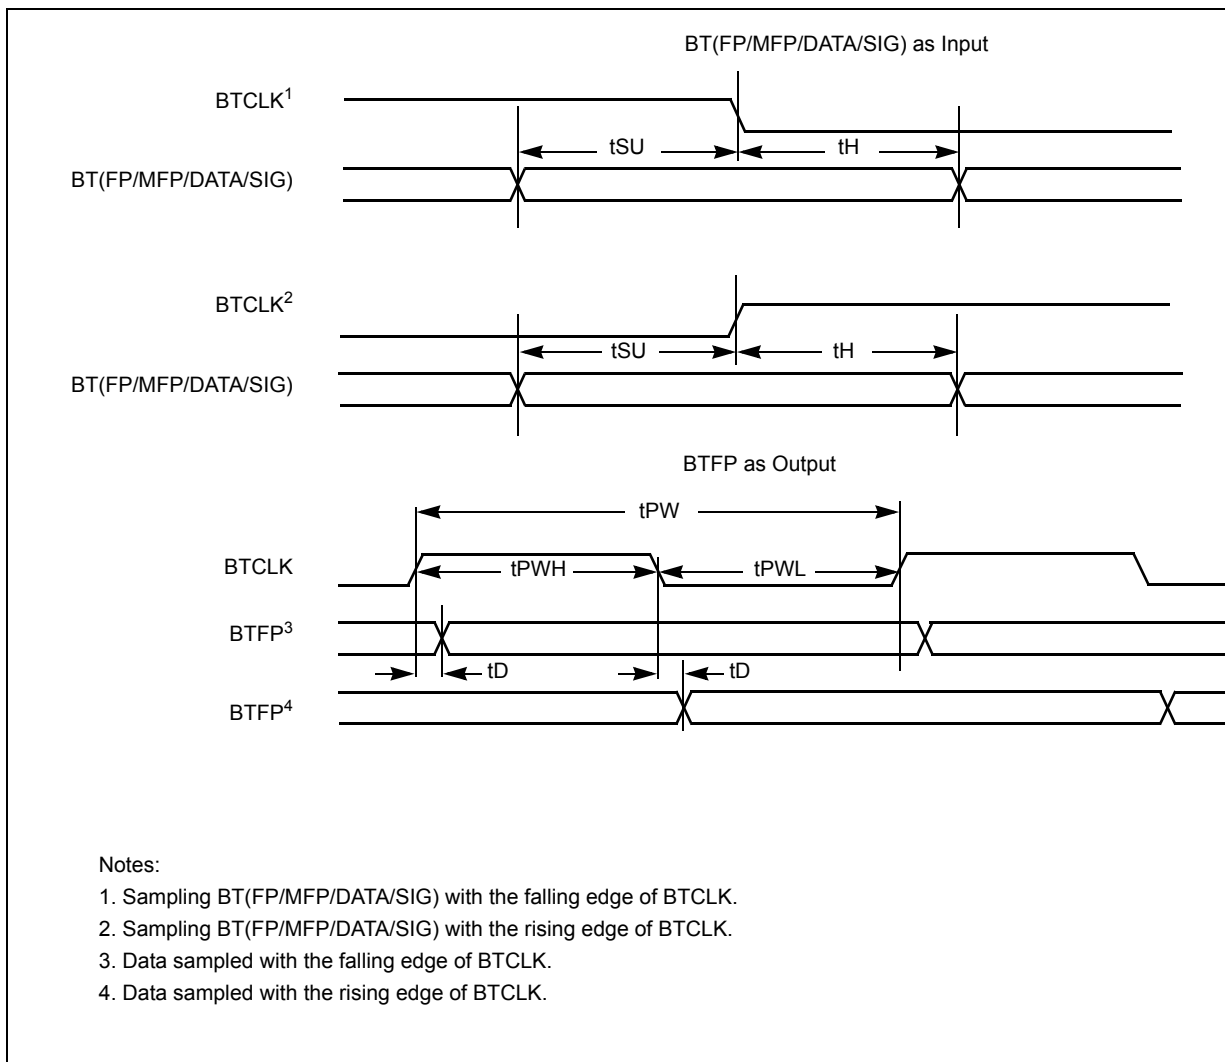 BT(FP/MFP/DATA/SIG) as Input
BTCLK1
tSU
tH
BT(FP/MFP/DATA/SIG)
BTCLK2
tSU
tH
BT(FP/MFP/DATA/SIG)
BTFP as Output
tPW
BTCLK
tPWH
tPWL
BTFP3
tD
tD
BTFP4
Notes:
1. Sampling BT(FP/MFP/DATA/SIG) with the falling edge of BTCLK.
2. Sampling BT(FP/MFP/DATA/SIG) with the rising edge of BTCLK.
3. Data sampled with the falling edge of BTCLK.
4. Data sampled with the rising edge of BTCLK.